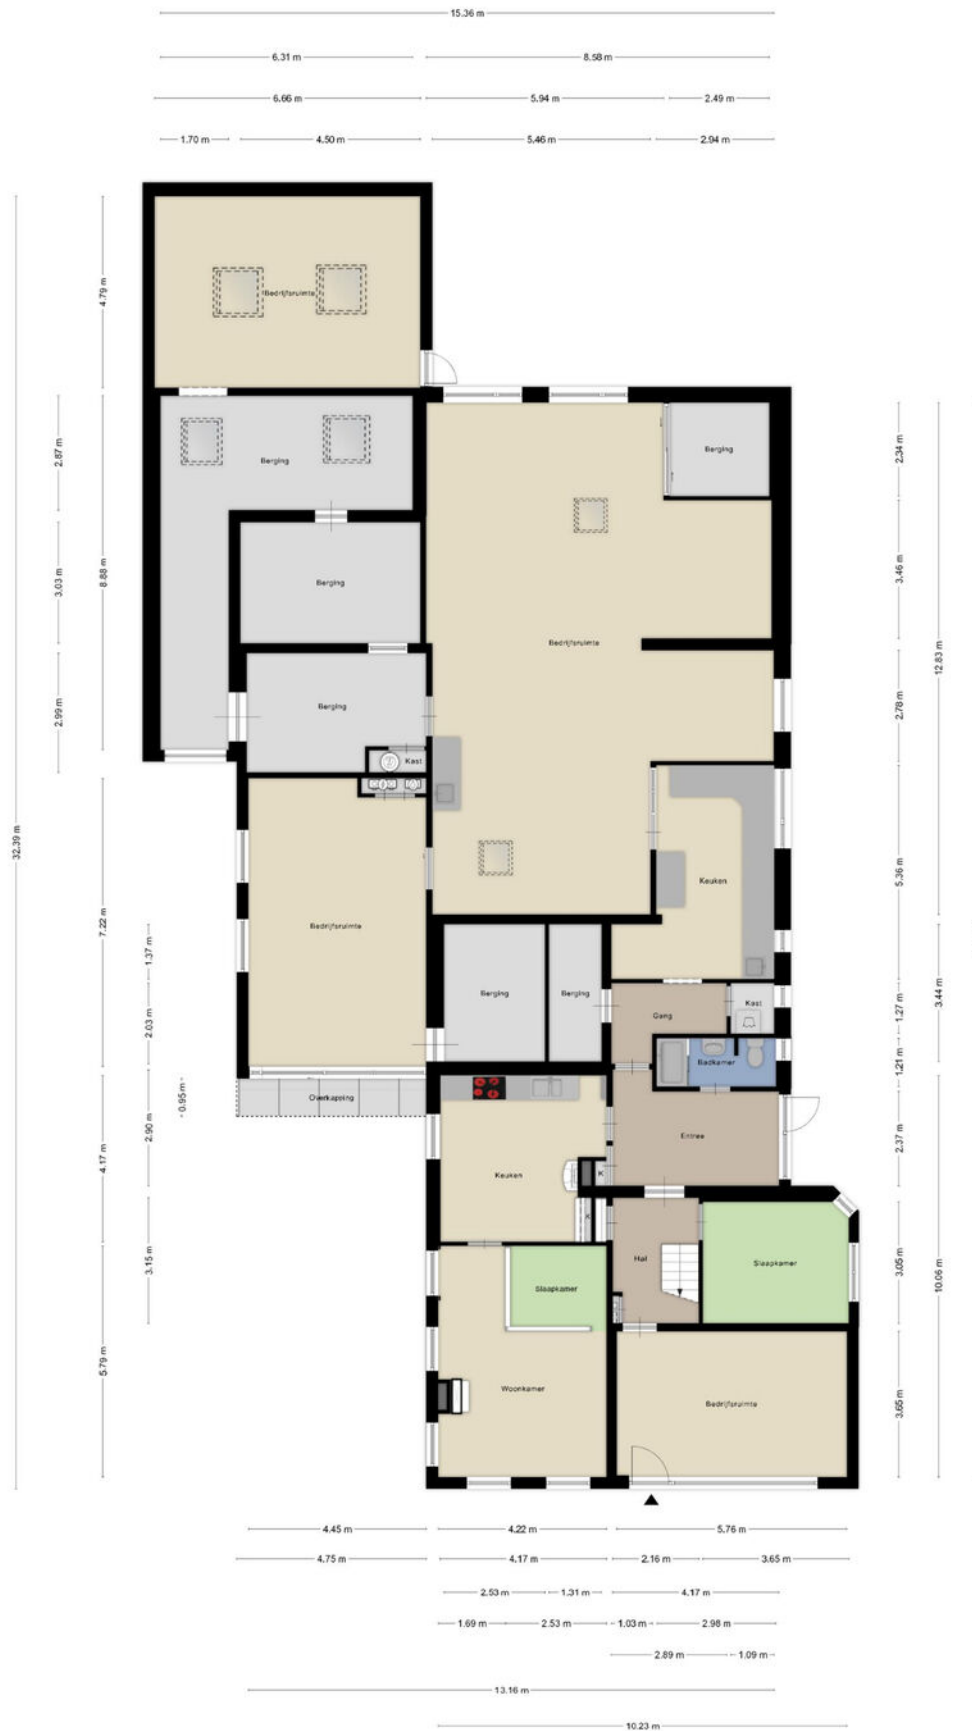 15.36 m
6.31 m
8.58 m
6.66 m
5.94 m
2.49 m
1.70 m
4.50 m
5.46 m
2.94 m
4.79 m
Bedrijfsruimte
2.87 m
Berging
Berging
2.34 m
3.03 m
8.88 m
Berging
3.46 m
12.83 m
Bedrijfsruimte
2.99 m
Berging
2.78 m
Kast
32.39 m
7.22 m
Keuken
5.36 m
Bedrijfsruimte
1.37 m
Berging
Berging
3.44 m
2.03 m
Gang
Kast
1.27 m
Badkamer
1.21 m
0.95 m
Overkapping
2.90 m
4.17 m
Keuken
K
Entree
2.37 m
K
3.15 m
Slaapkamer
Hal
Slaapkamer
3.05 m
10.06 m
5.79 m
Woonkamer
Bedrijfsruimte
3.65 m
4.45 m
4.22 m
5.76 m
4.75 m
4.17 m
2.16 m
3.65 m
2.53 m
1.31 m
4.17 m
1.69 m
2.53 m
1.03 m
2.98 m
2.89 m
1.09 m
13.16 m
10.23 m